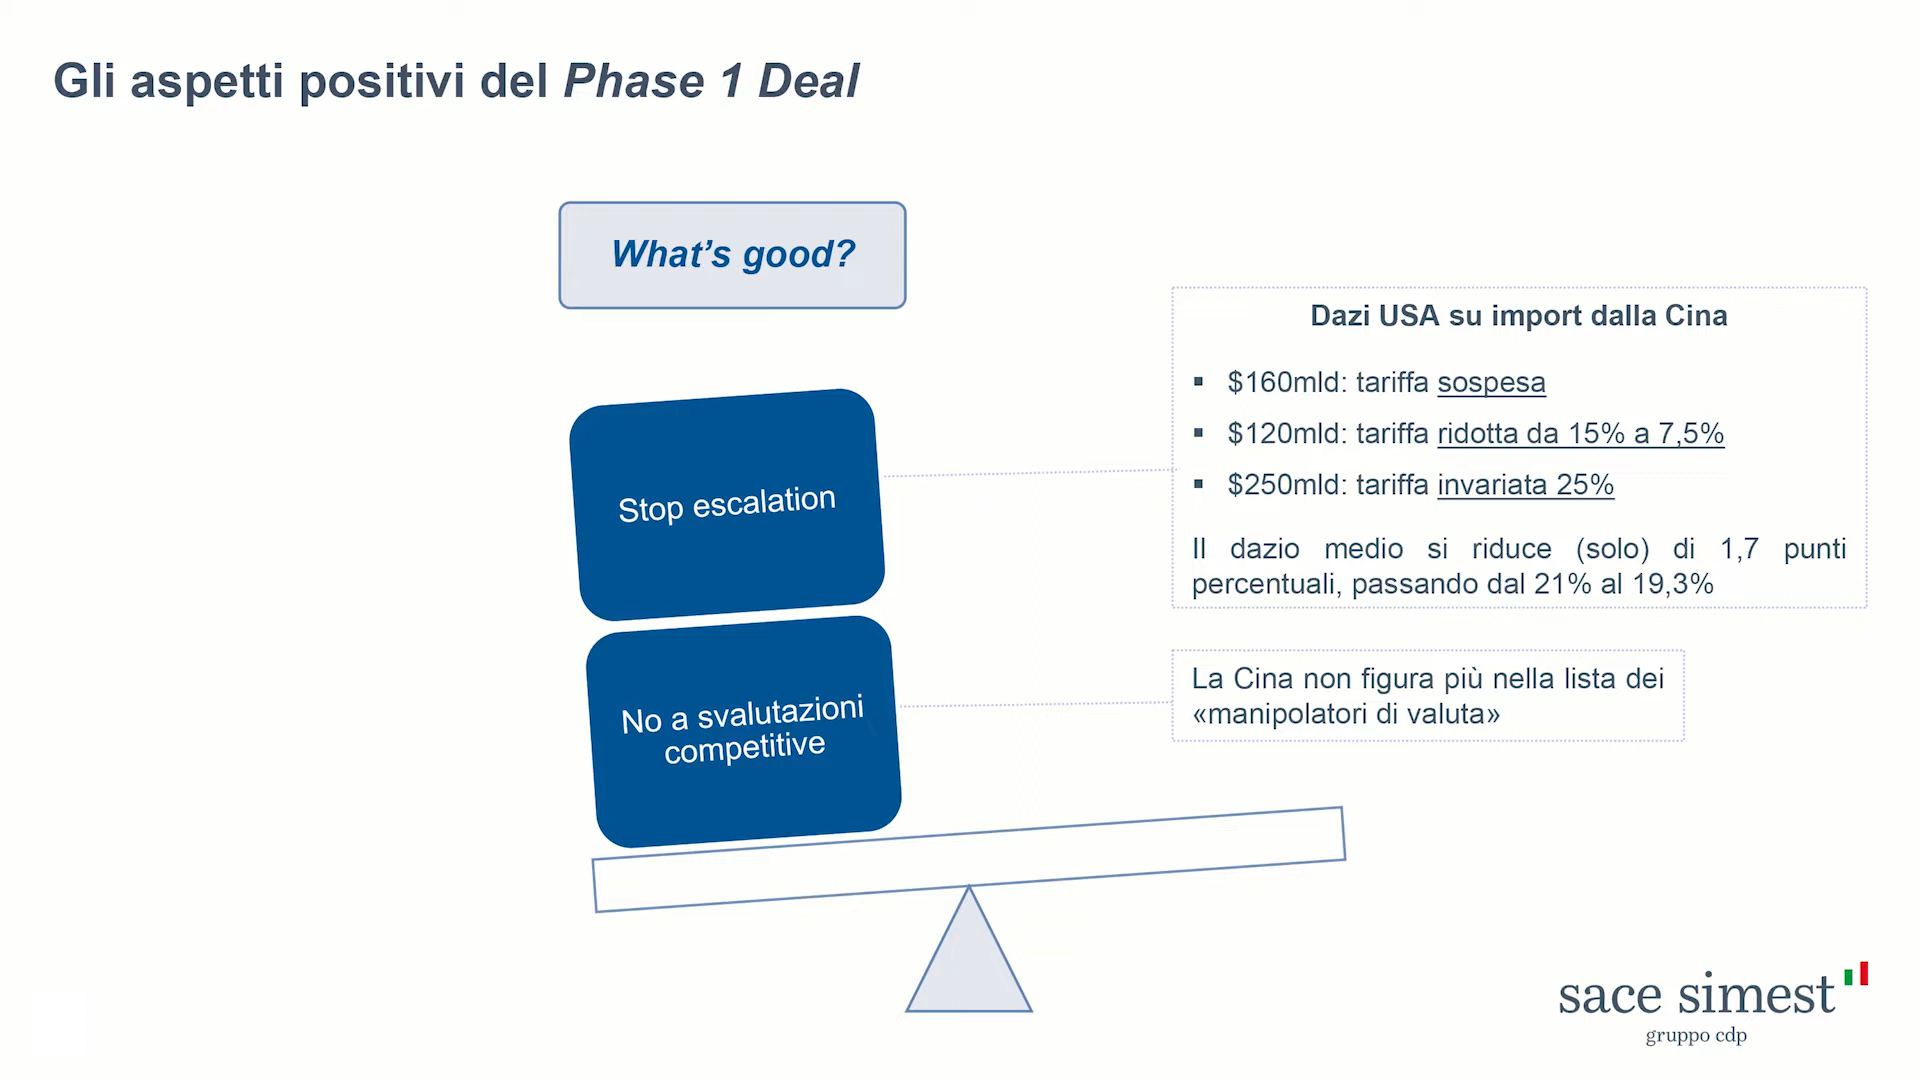 Gli aspetti positivi del Phase 1 Deal
What’s good?
Stop escalation
No a svalutazioni
competitive
Dazi USA su import dalla Cina
▪ $160mld: tariffa sospesa
▪ $120mld: tariffa ridotta da 15% a 7,5%
▪ $250mld: tariffa invariata 25%
Il dazio medio si riduce (solo) di 1,7 punti
percentuali, passando dal 21% al 19,3%
La Cina non figura più nella lista dei
«manipolatori di valuta»
sace simest
gruppo cdp